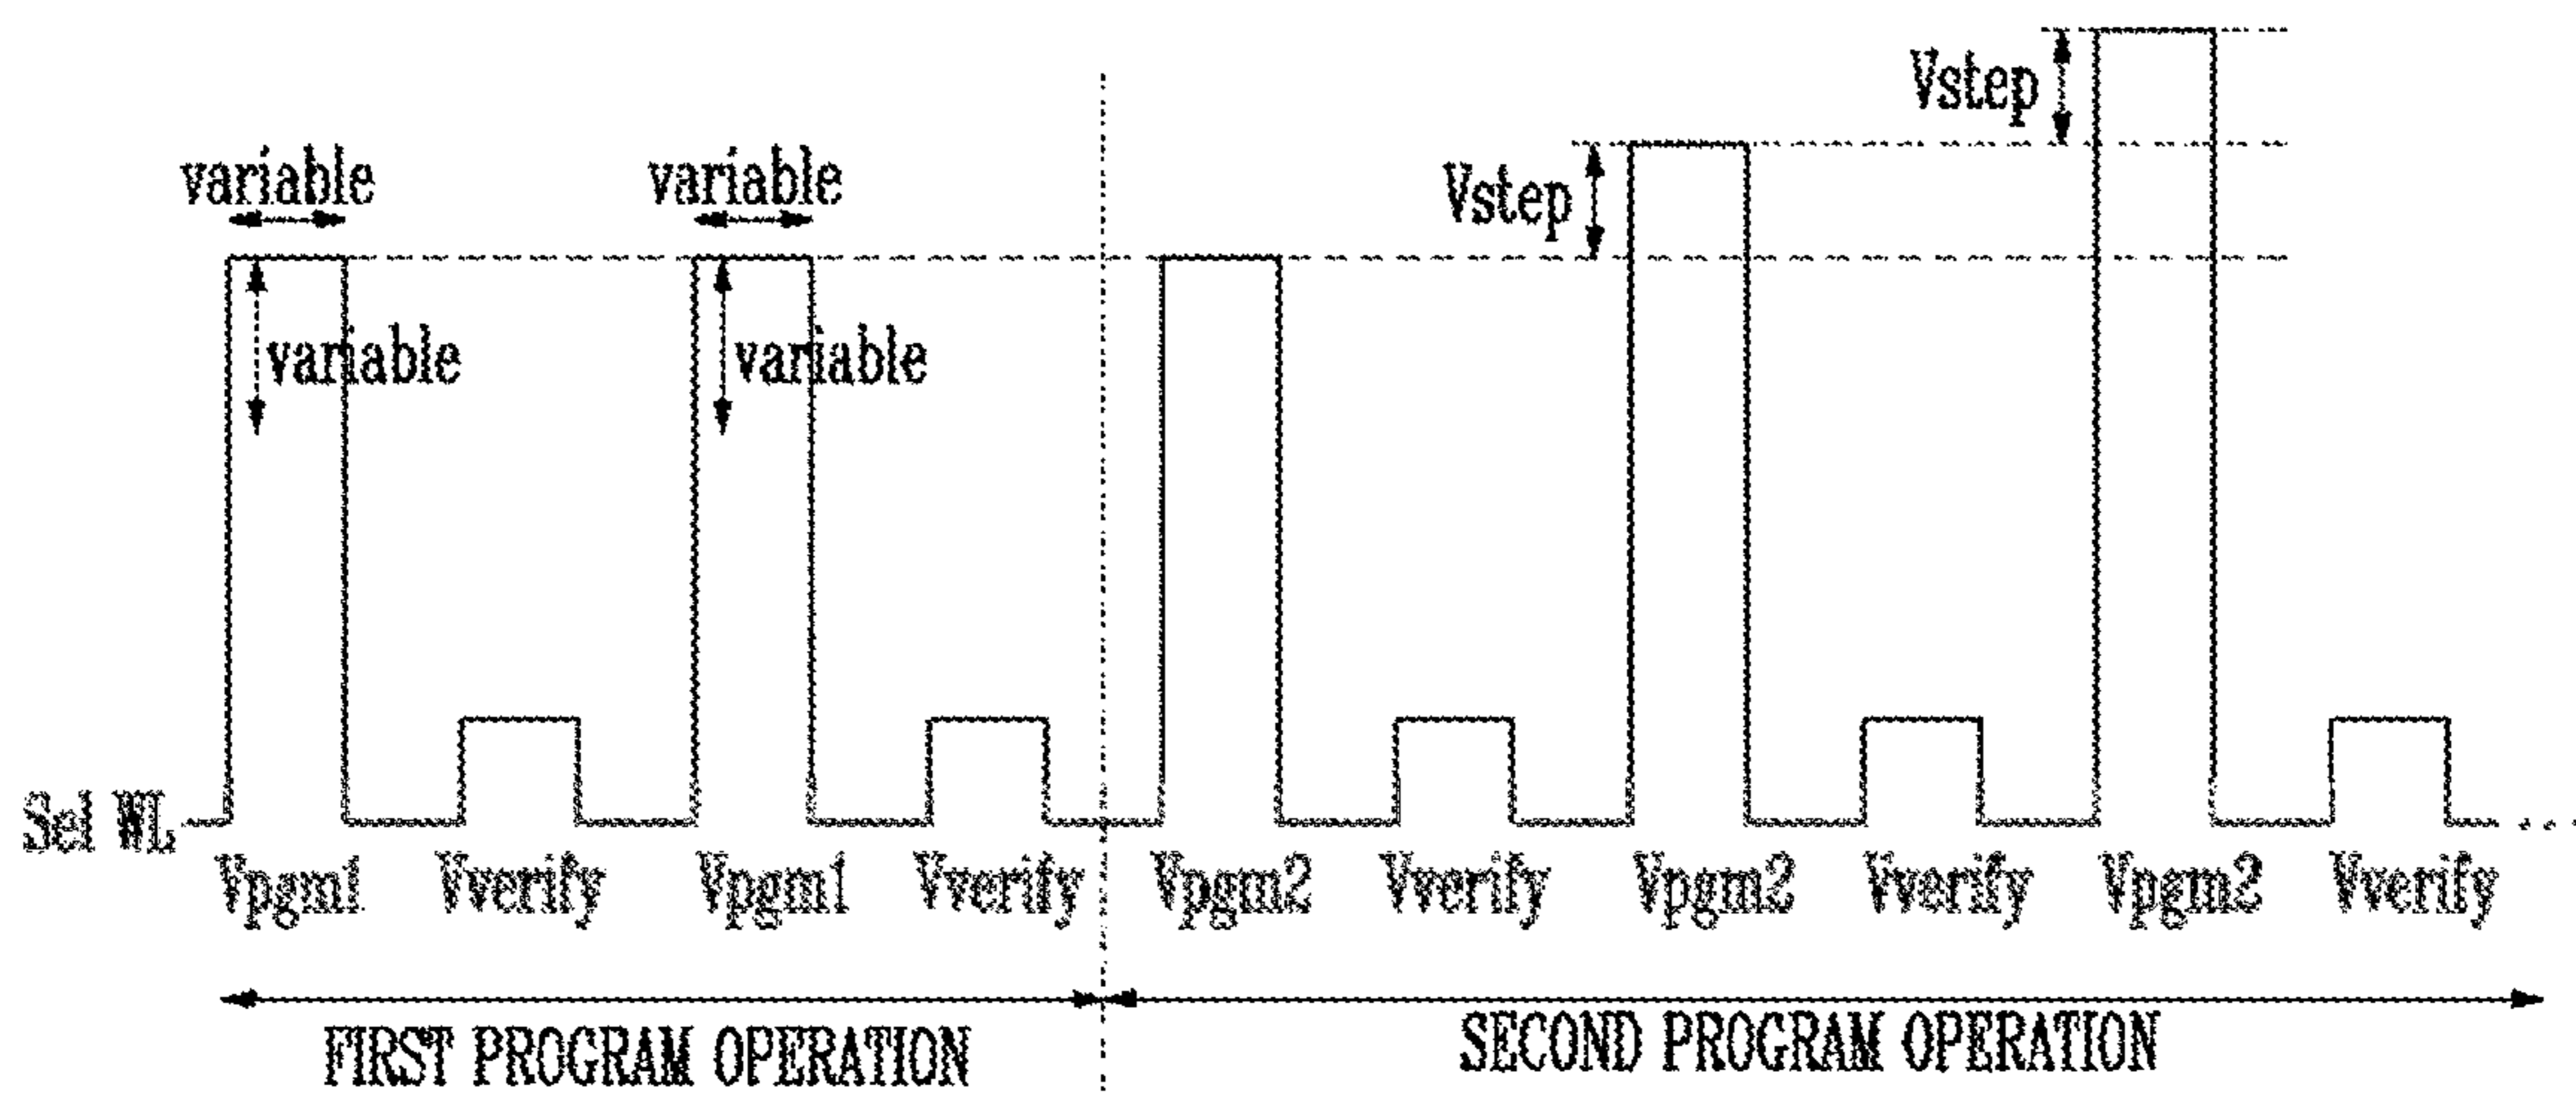 Vstep
variable variable Vstep
variable variable
Sel WL
Vpgm1 Vverify Vpgm1 Vverify Vpgm2 Vverify Vpgm2 Vverify Vpgm2 Vverify
FIRST PROGRAM OPERATION SECOND PROGRAM OPERATION